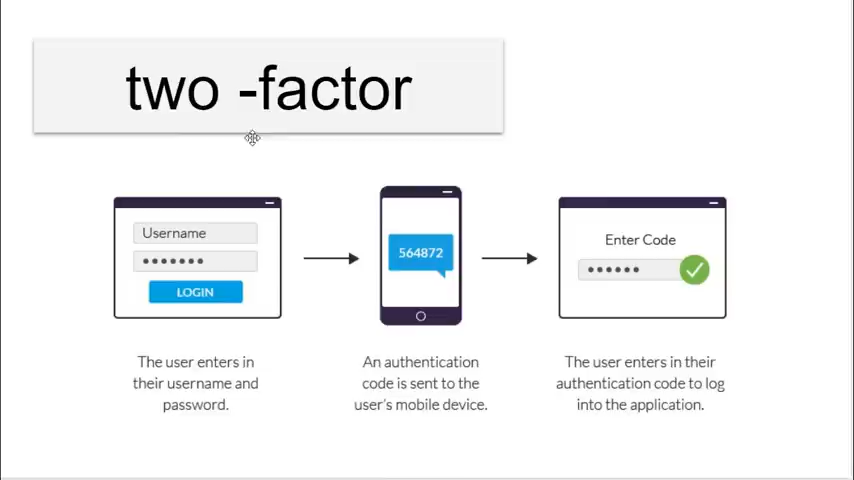 two -factor
Username
LOGIN
564872
Enter Code
The user enters in
their username and
password.
An authentication
code is sent to the
user's mobile device.
The user enters in their
authentication code to log
into the application.